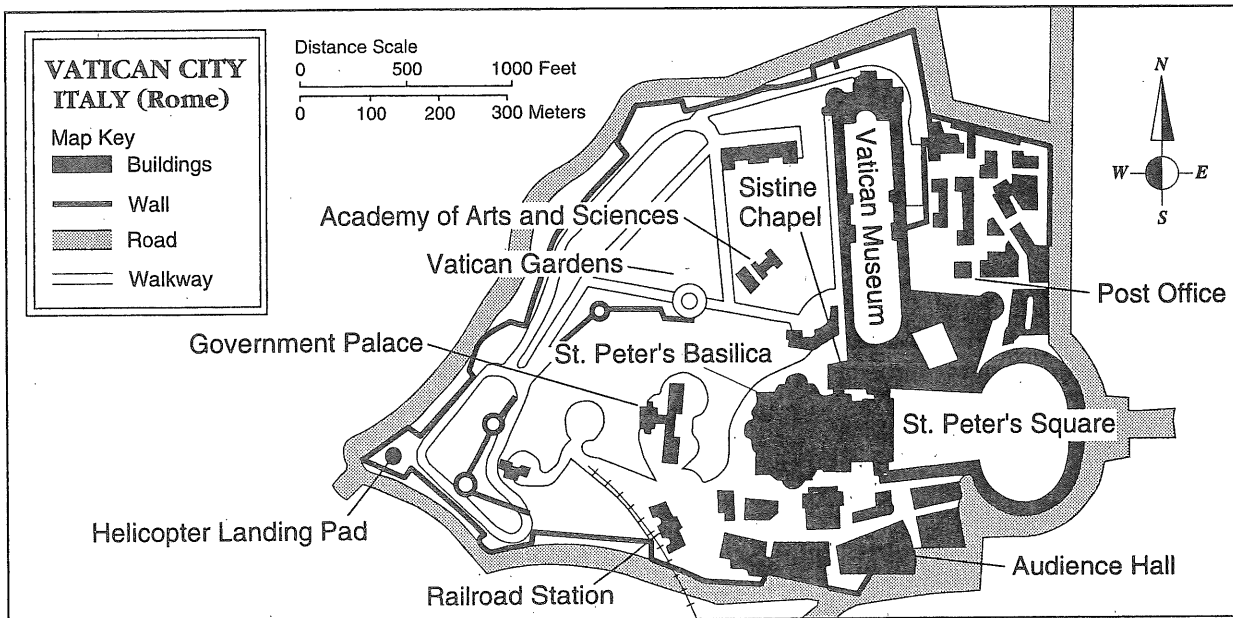 VATICAN CITY
ITALY (Rome)
Map Key
Buildings
Wall
Road
Walkway
Distance Scale
0 500 1000 Feet
0 100 200 300 Meters
N
W E
S
Academy of Arts and Sciences
Sistine
Chapel
Vatican Museum
Vatican Gardens
Post Office
Government Palace
St. Peter's Basilica
St. Peter's Square
Helicopter Landing Pad
Railroad Station
Audience Hall